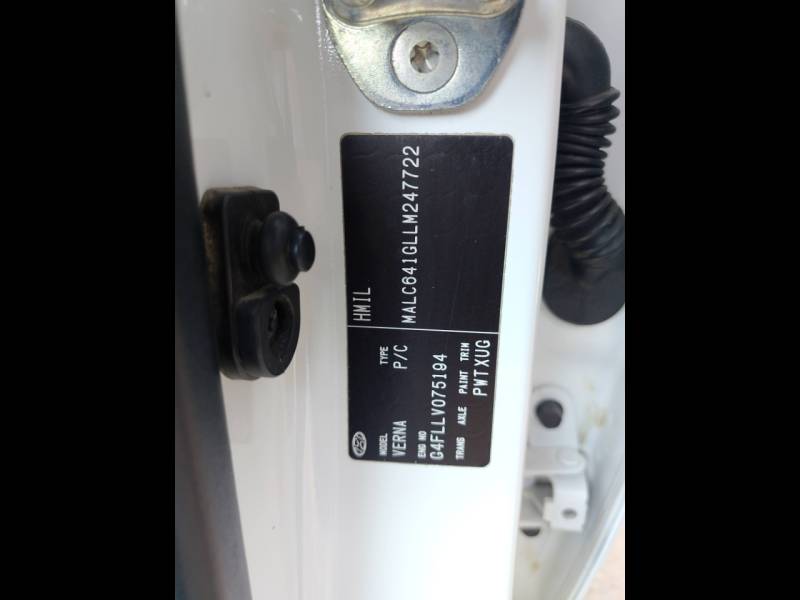 HMIL
MALC641GLLM247722
MODEL TYPE
VERNA P/C
ENG NO
G4FLLV075194
TRANS AXLE PAINT TRIM
PWTXUG